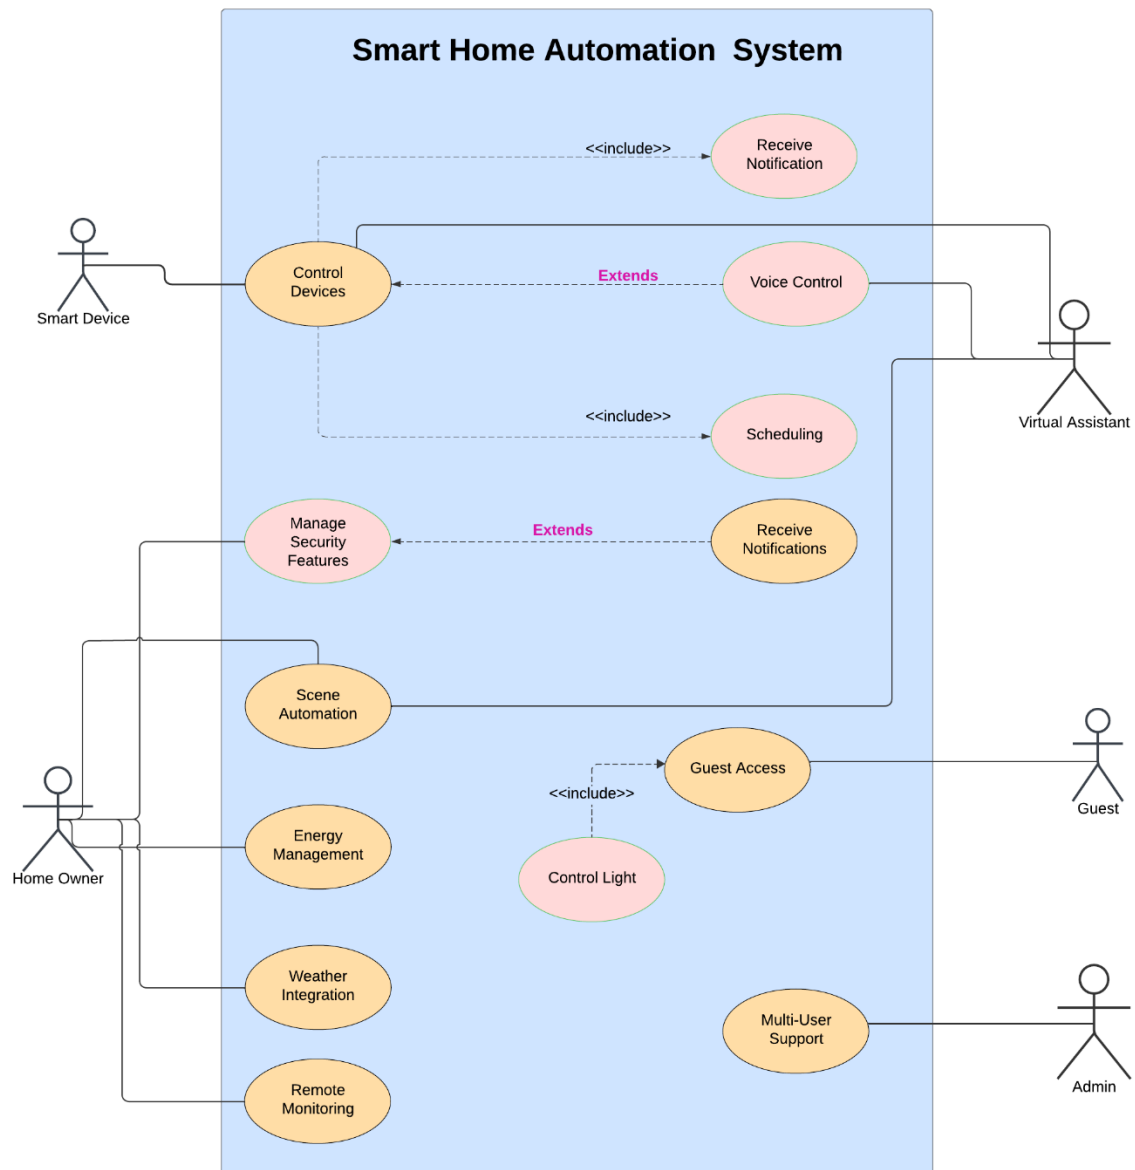 Smart Home Automation  System
Receive
Notification
<<include>>
Control
Devices
Extends
Voice Control
Smart Device
Virtual Assistant
<<include>>
Scheduling
Manage
Security
Features
Extends
Receive
Notifications
Scene
Automation
Guest Access
<<include>>
Guest
Energy
Management
Home Owner
Control Light
Weather
Integration
Multi-User
Support
Admin
Remote
Monitoring